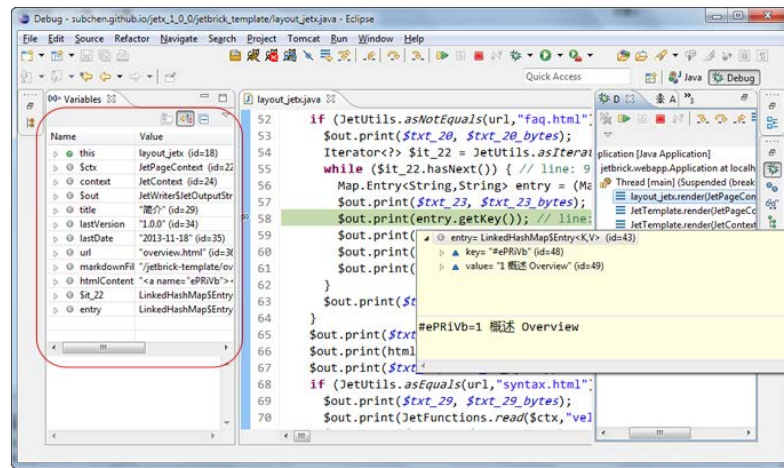 Debug - subchen.github.io/jetx_1_0_0/jetbrick_template/layout_jetx.java - Eclipse
File Edit Source Refactor Navigate Search Project Tomcat Run Window Help
Quick Access
Java
Debug
(x)= Variables
Name Value
this layout_jetx (id=18)
$ctx JetPageContext (id=22
context JetContext (id=24)
$out JetWriter$JetOutputStr
title "简介" (id=29)
lastVersion "1.0.0" (id=34)
lastDate "2013-11-18" (id=35)
url "overview.html" (id=36
markdownFil "/jetbrick-template/ov
htmlContent "<a name="ePRiVb">
$it_22 LinkedHashMap$Entry
entry LinkedHashMap$Entry
layout_jetx.java
52 if (JetUtils.asNotEquals(url,"faq.html"
53 $out.print($txt_20, $txt_20_bytes);
54 Iterator<?> $it_22 = JetUtils.asIterat
55 while ($it_22.hasNext()) { // line: 9
56 Map.Entry<String,String> entry = (Ma
57 $out.print($txt_23, $txt_23_bytes);
58 $out.print(entry.getKey()); // line:
59 $out.print(
60 $out.print(
61 $out.print(
62 }
63 $out.print($t
64 }
65 $out.print($txt
66 $out.print(html
67 $out.print($txt
68 if (JetUtils.asEquals(url,"syntax.html"
69 $out.print($txt_29, $txt_29_bytes);
70 $out.print(JetFunctions.read($ctx,"vel
entry= LinkedHashMap$Entry<K,V> (id=43)
key= "#ePRiVb" (id=48)
value= "1 概述 Overview" (id=49)
#ePRiVb=1 概述 Overview
D
A
3
plication [Java Application]
jetbrick.webapp.Application at localh
Thread [main] (Suspended (break
layout_jetx.render(JetPageCon
JetTemplate.render(JetPageC
JetTemplate.render(JetContext